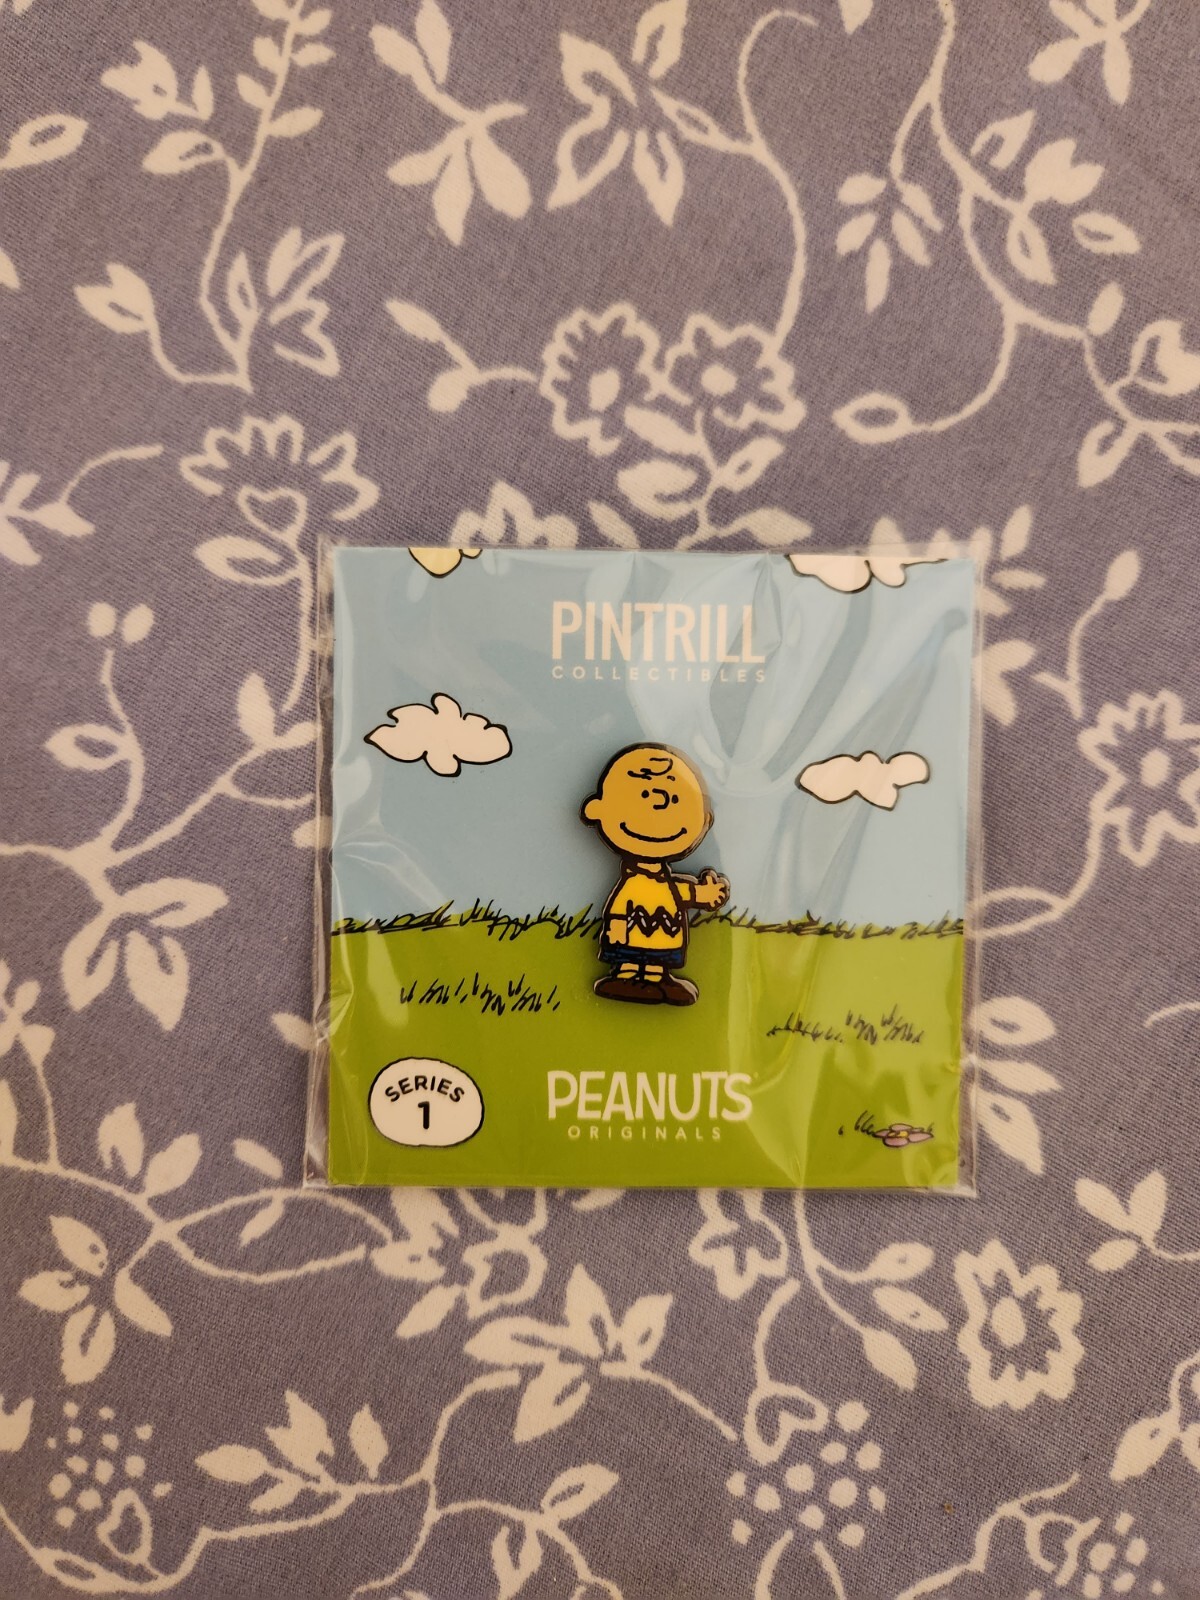 PINTRILL
COLLECTIBLES
SERIES
1
PEANUTS
ORIGINALS